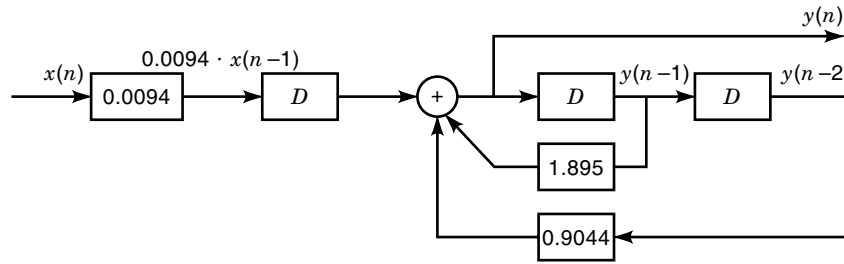 y(n)
0.0094 · x(n −1)
x(n)
y(n −1)
y(n −2
0.0094
D
+
D
D
1.895
0.9044